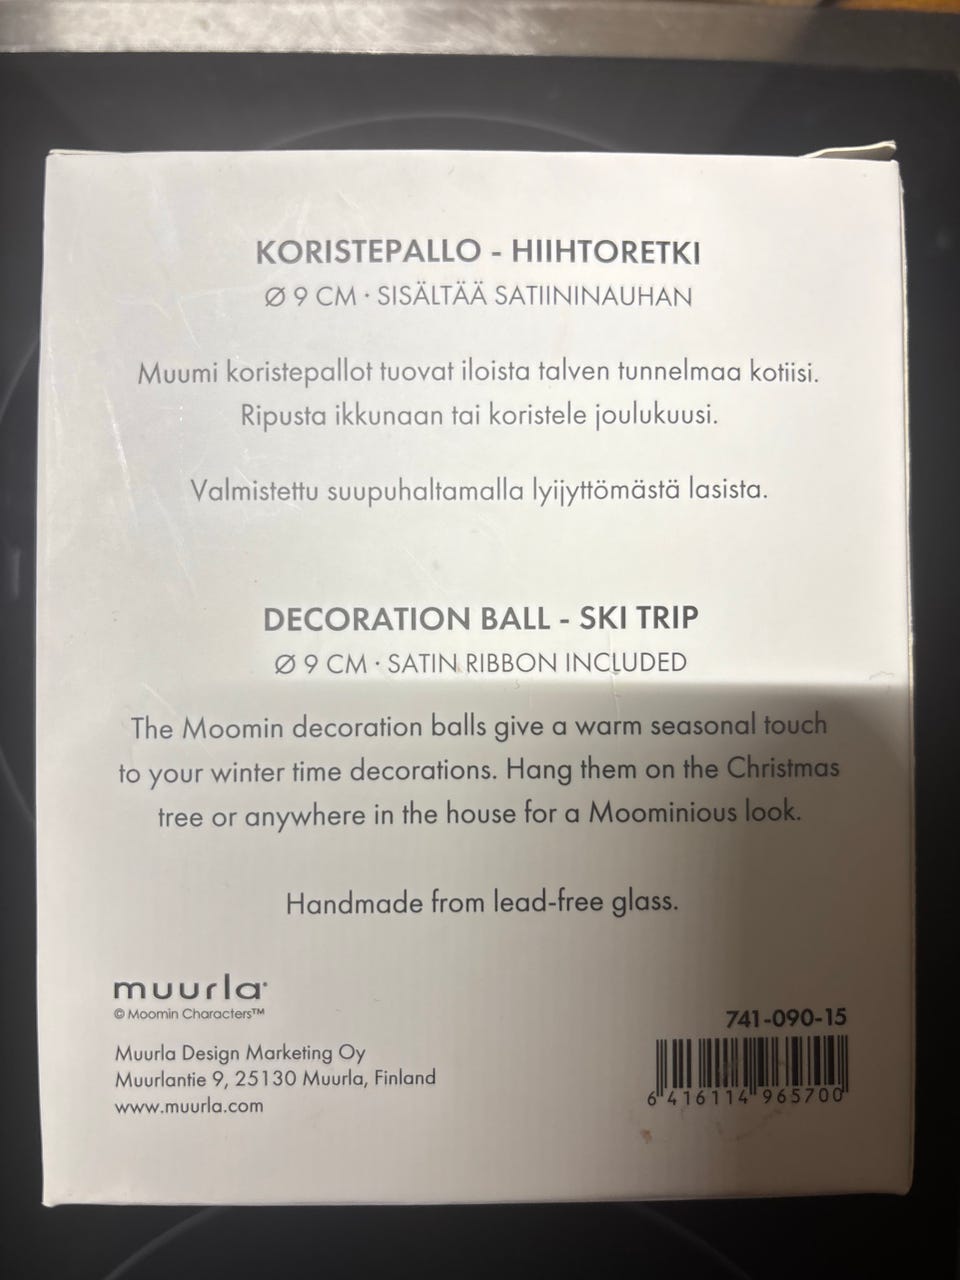 KORISTEPALLO - HIIHTORETKI
Ø 9 CM · SISÄLTÄÄ SATIININAUHAN
Muumi koristepallot tuovat iloista talven tunnelmaa kotiisi.
Ripusta ikkunaan tai koristele joulukuusi.
Valmistettu suupuhaltamalla lyijyttömästä lasista.
DECORATION BALL - SKI TRIP
Ø 9 CM · SATIN RIBBON INCLUDED
The Moomin decoration balls give a warm seasonal touch
to your winter time decorations. Hang them on the Christmas
tree or anywhere in the house for a Moominious look.
Handmade from lead-free glass.
muurla®
© Moomin Characters™
Muurla Design Marketing Oy
Muurlantie 9, 25130 Muurla, Finland
www.muurla.com
741-090-15
6 416114 965700